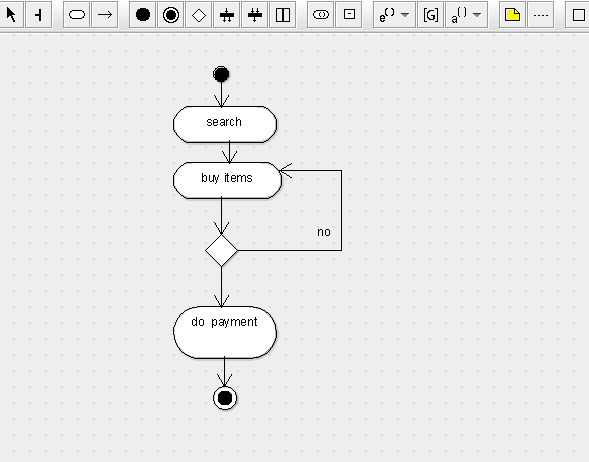 e()
[G]
a()
search
buy items
no
do payment